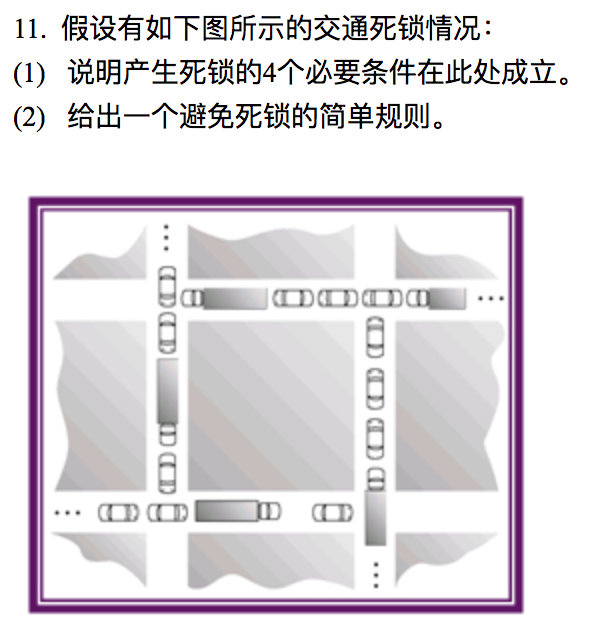 11. 假设有如下图所示的交通死锁情况：
(1) 说明产生死锁的4个必要条件在此处成立。
(2) 给出一个避免死锁的简单规则。